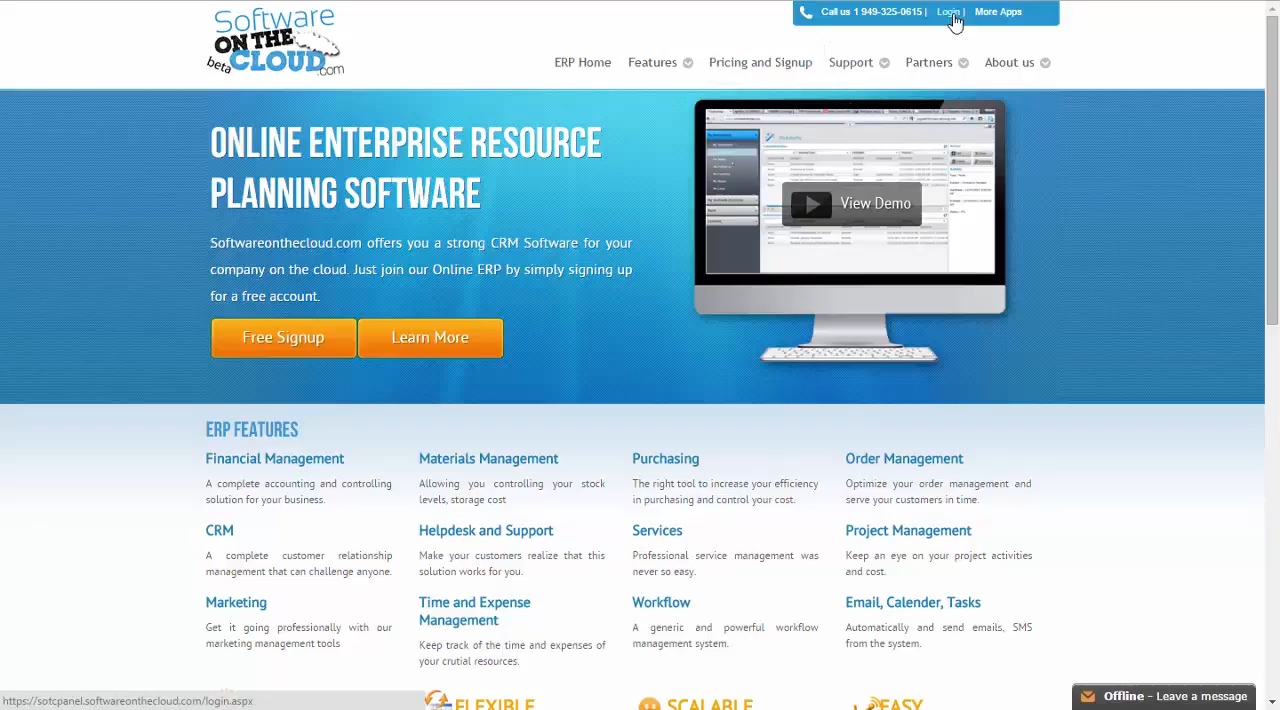 Software
ON THE
beta CLOUD.com
Call us 1 949-325-0615 | Login | More Apps
ERP Home Features Pricing and Signup Support Partners About us
ONLINE ENTERPRISE RESOURCE
PLANNING SOFTWARE
Softwareonthecloud.com offers you a strong CRM Software for your
company on the cloud. Just join our Online ERP by simply signing up
for a free account.
Free Signup Learn More
View Demo
ERP FEATURES
Financial Management
A complete accounting and controlling
solution for your business.
Materials Management
Allowing you controlling your stock
levels, storage cost
Purchasing
The right tool to increase your efficiency
in purchasing and control your cost.
Order Management
Optimize your order management and
serve your customers in time.
CRM
A complete customer relationship
management that can challenge anyone.
Helpdesk and Support
Make your customers realize that this
solution works for you.
Services
Professional service management was
never so easy.
Project Management
Keep an eye on your project activities
and cost.
Marketing
Get it going professionally with our
marketing management tools
Time and Expense
Management
Keep track of the time and expenses of
your crutial resources.
Workflow
A generic and powerful workflow
management system.
Email, Calender, Tasks
Automatically and send emails, SMS
from the system.
FLEXIBLE
SCALABLE
EASY
https://sotcpanel.softwareonthecloud.com/login.aspx
Offline - Leave a message